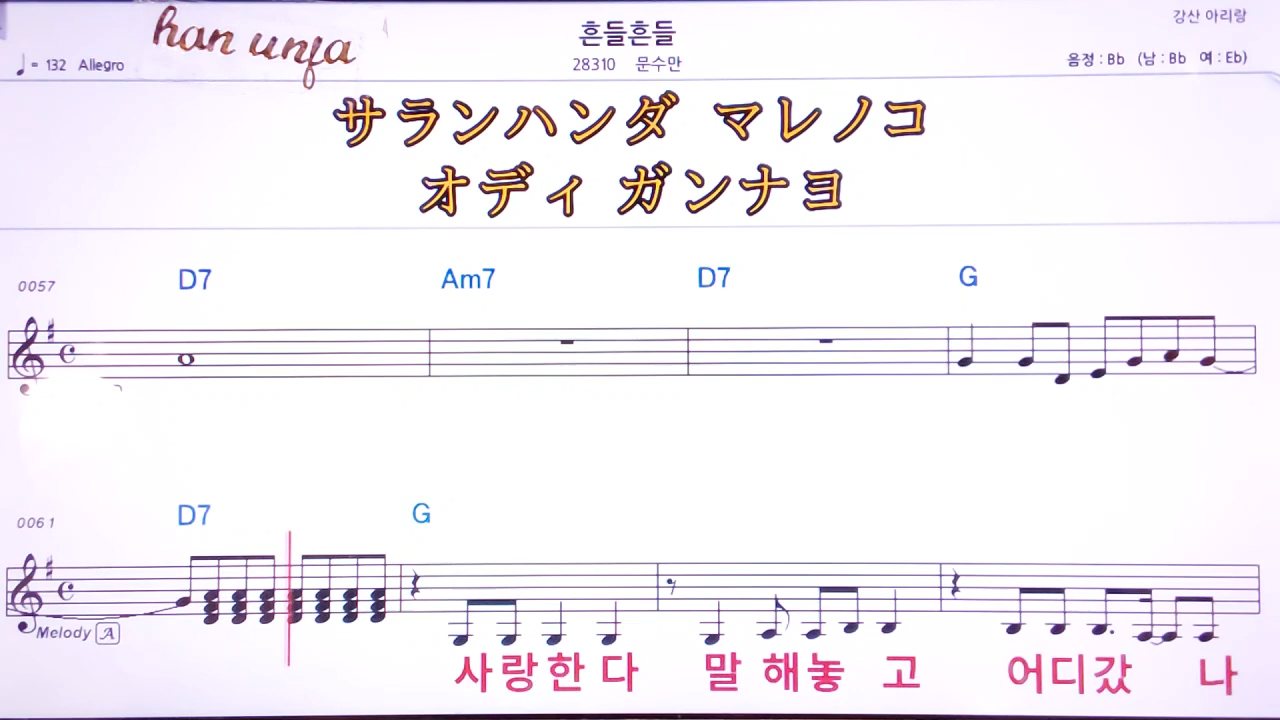 han unfa
흔들흔들
강산 아리랑
♩= 132 Allegro
28310 문수만
음정 : Bb (남 : Bb 여 : Eb)
サランハンダ マレノコ
オディ ガンナヨ
0057
D7 Am7 D7 G
0061
D7 G
Melody A
사랑한다 말 해놓 고 어디갔 나